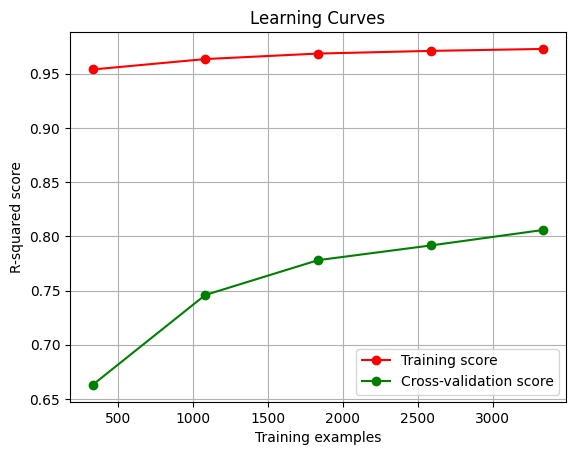 Learning Curves
R-squared score
0.95
0.90
0.85
0.80
0.75
0.70
0.65
500
1000
1500
2000
2500
3000
Training examples
Training score
Cross-validation score